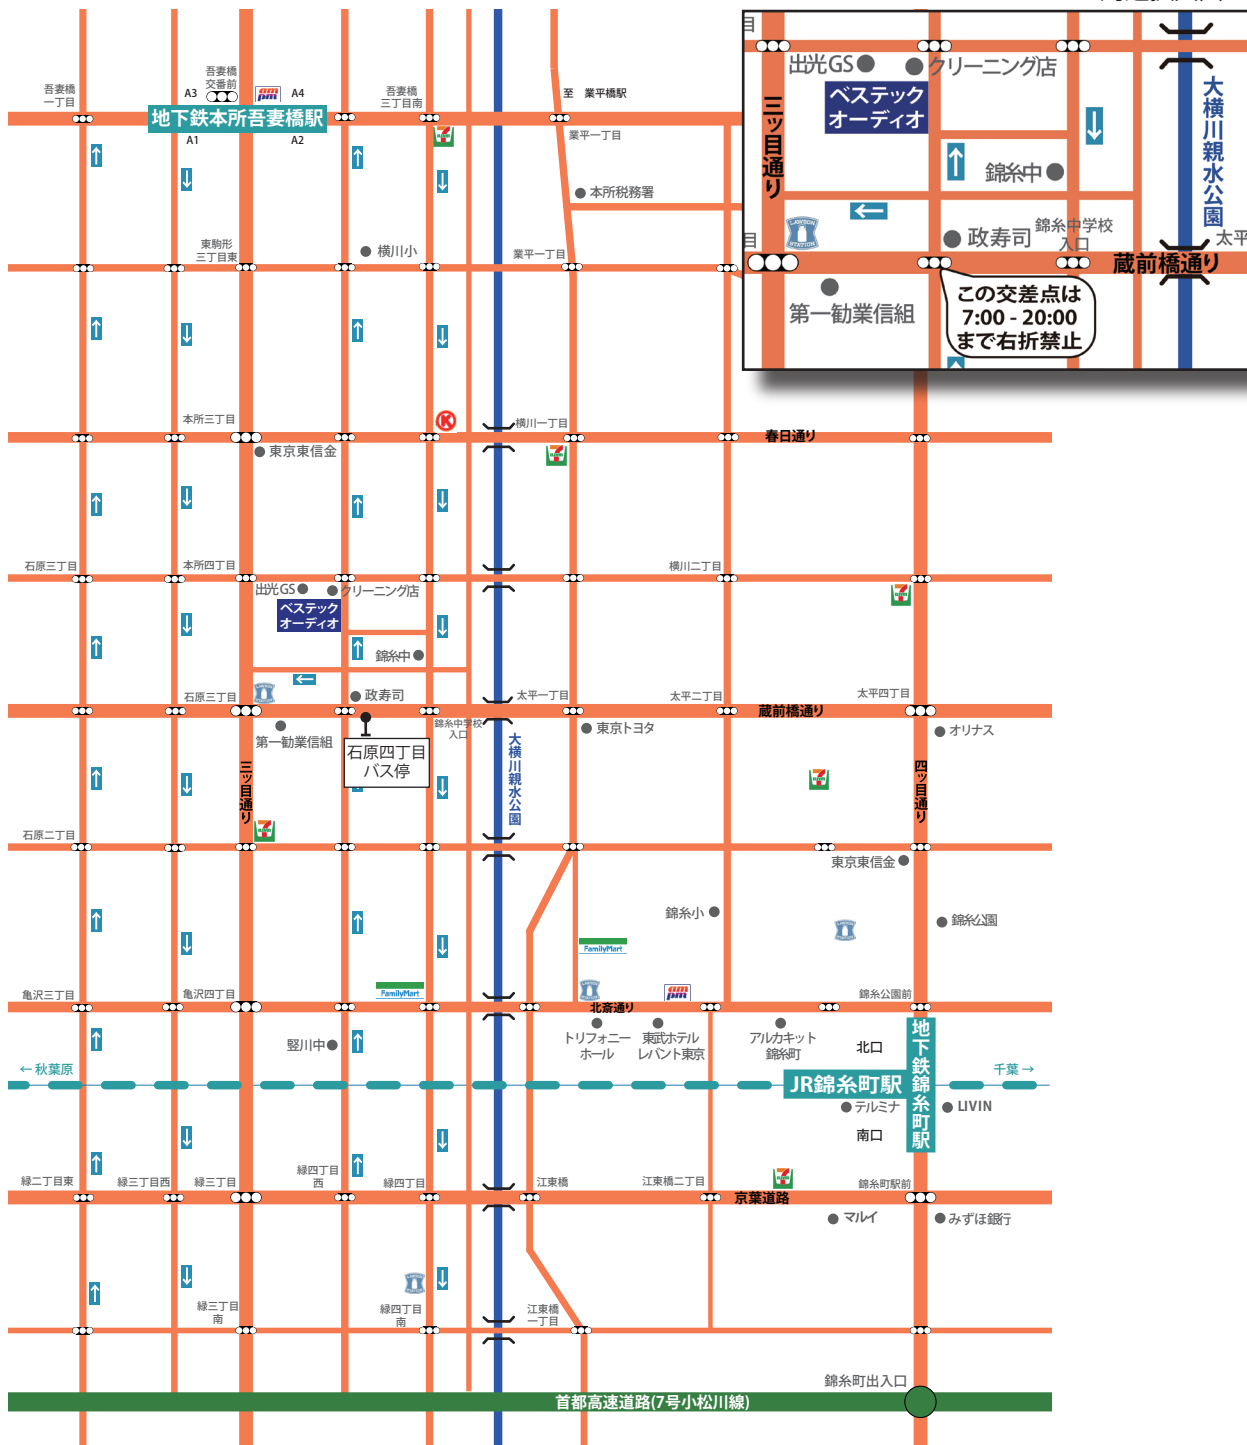 吾妻橋
交番前
吾妻橋
一丁目
A3
am
pm
A4
吾妻橋
三丁目南
至 業平橋駅
地下鉄本所吾妻橋駅
A1
A2
業平一丁目
本所税務署
東駒形
三丁目東
横川小
業平一丁目
目
出光GS
クリーニング店
ベステック
オーディオ
三ッ目通り
大横川親水公園
錦糸中
LAWSON
STATION
政寿司
錦糸中学校
入口
目
太平
蔵前橋通り
第一勧業信組
この交差点は
7:00 - 20:00
まで右折禁止
本所三丁目
K
横川一丁目
春日通り
東京東信金
7
石原三丁目
本所四丁目
横川二丁目
出光GS
クリーニング店
ベステック
オーディオ
7
錦糸中
石原三丁目
政寿司
太平一丁目
太平二丁目
太平四丁目
蔵前橋通り
第一勧業信組
錦糸中学校
入口
東京トヨタ
オリナス
石原四丁目
バス停
三ッ目通り
大横川親水公園
四ッ目通り
7
7
石原二丁目
東京東信金
錦糸小
錦糸公園
FamilyMart
FamilyMart
am
pm
亀沢三丁目
亀沢四丁目
北斎通り
錦糸公園前
竪川中
トリフォニー
ホール
東武ホテル
レバント東京
アルカキット
錦糸町
北口
地下鉄錦糸町駅
←秋葉原
千葉→
JR錦糸町駅
テルミナ
LIVIN
南口
緑二丁目東
緑三丁目西
緑三丁目
緑四丁目
西
緑四丁目
江東橋
江東橋二丁目
7
錦糸町駅前
京葉道路
マルイ
みずほ銀行
緑三丁目
南
緑四丁目
南
江東橋
一丁目
錦糸町出入口
首都高速道路(7号小松川線)